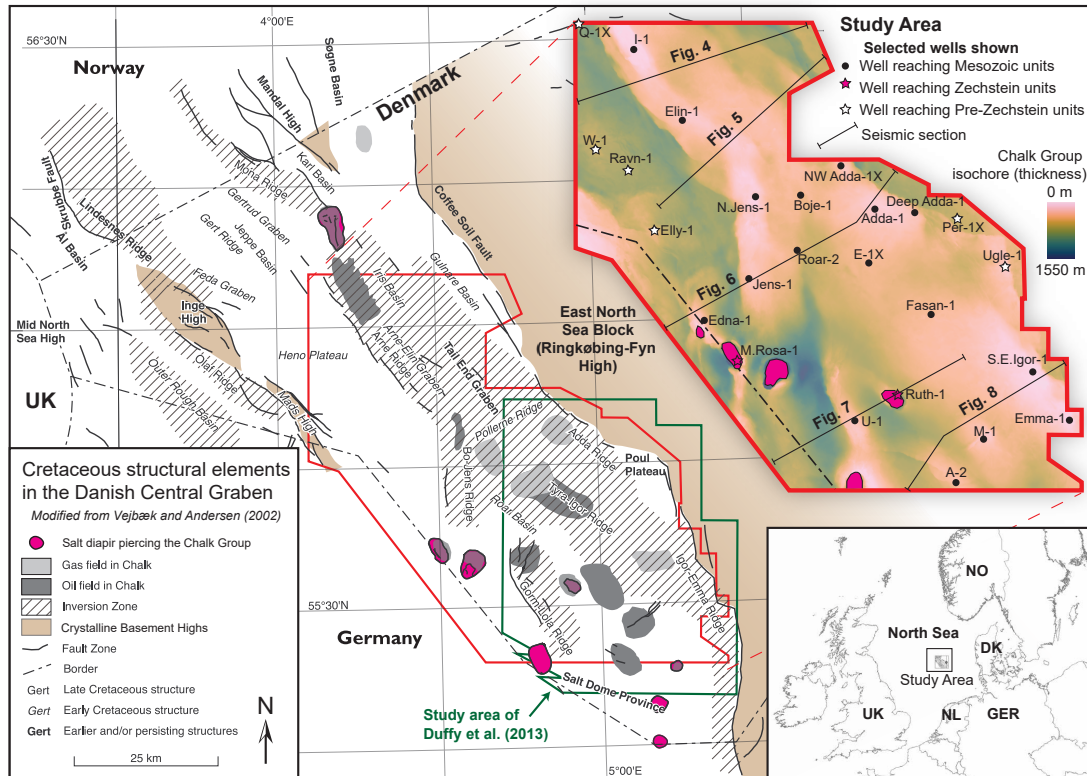 4°00'E
56°30'N
Norway
Søgne Basin
Mandal High
Denmark
Karl Basin
Mona Ridge
Ål Basin
Skrubbe Fault
Lindesnes Ridge
Gertrud Graben
Gert Ridge
Jeppe Basin
Feda Graben
Iris Basin
Gulnare Basin
Coffee Soil Fault
Inge
High
Mid North
Sea High
Heno Plateau
Arne-Elin Graben
Arne Ridge
Tail End Graben
East North
Sea Block
(Ringkøbing-Fyn
High)
Outer Rough Basin
Olaf Ridge
Mads High
UK
Pollerne Ridge
Adda Ridge
Poul
Plateau
Bo-Jens Ridge
Tyra-Igor Ridge
Roar Basin
Igor-Emma Ridge
Gorm-Lola Ridge
55°30'N
Germany
Salt Dome Province
Study area of
Duffy et al. (2013)
5°00'E
Study Area
Selected wells shown
Well reaching Mesozoic units
Well reaching Zechstein units
Well reaching Pre-Zechstein units
Seismic section
Chalk Group
isochore (thickness)
0 m
1550 m
Q-1X
I-1
Fig. 4
Elin-1
Fig. 5
W-1
Ravn-1
NW Adda-1X
N.Jens-1
Boje-1
Deep Adda-1
Adda-1
Per-1X
Elly-1
Roar-2
E-1X
Ugle-1
Fig. 6
Jens-1
Edna-1
Fasan-1
M.Rosa-1
S.E.Igor-1
Ruth-1
Fig. 7
Fig. 8
U-1
M-1
Emma-1
A-2
Cretaceous structural elements
in the Danish Central Graben
Modified from Vejbæk and Andersen (2002)
Salt diapir piercing the Chalk Group
Gas field in Chalk
Oil field in Chalk
Inversion Zone
Crystalline Basement Highs
Fault Zone
Border
Gert Late Cretaceous structure
Gert Early Cretaceous structure
Gert Earlier and/or persisting structures
N
25 km
NO
North Sea
DK
Study Area
UK
NL
GER